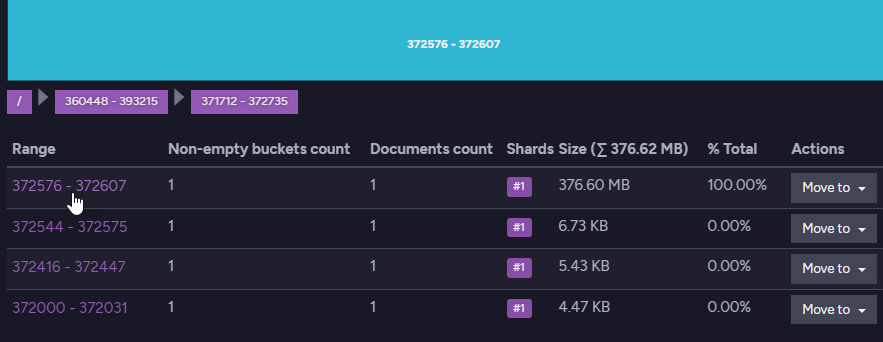 372576 - 372607
/ 360448 - 393215 371712 - 372735
Range Non-empty buckets count Documents count Shards Size (∑ 376.62 MB) % Total Actions
372576 - 372607 1 1 #1 376.60 MB 100.00% Move to
372544 - 372575 1 1 #1 6.73 KB 0.00% Move to
372416 - 372447 1 1 #1 5.43 KB 0.00% Move to
372000 - 372031 1 1 #1 4.47 KB 0.00% Move to